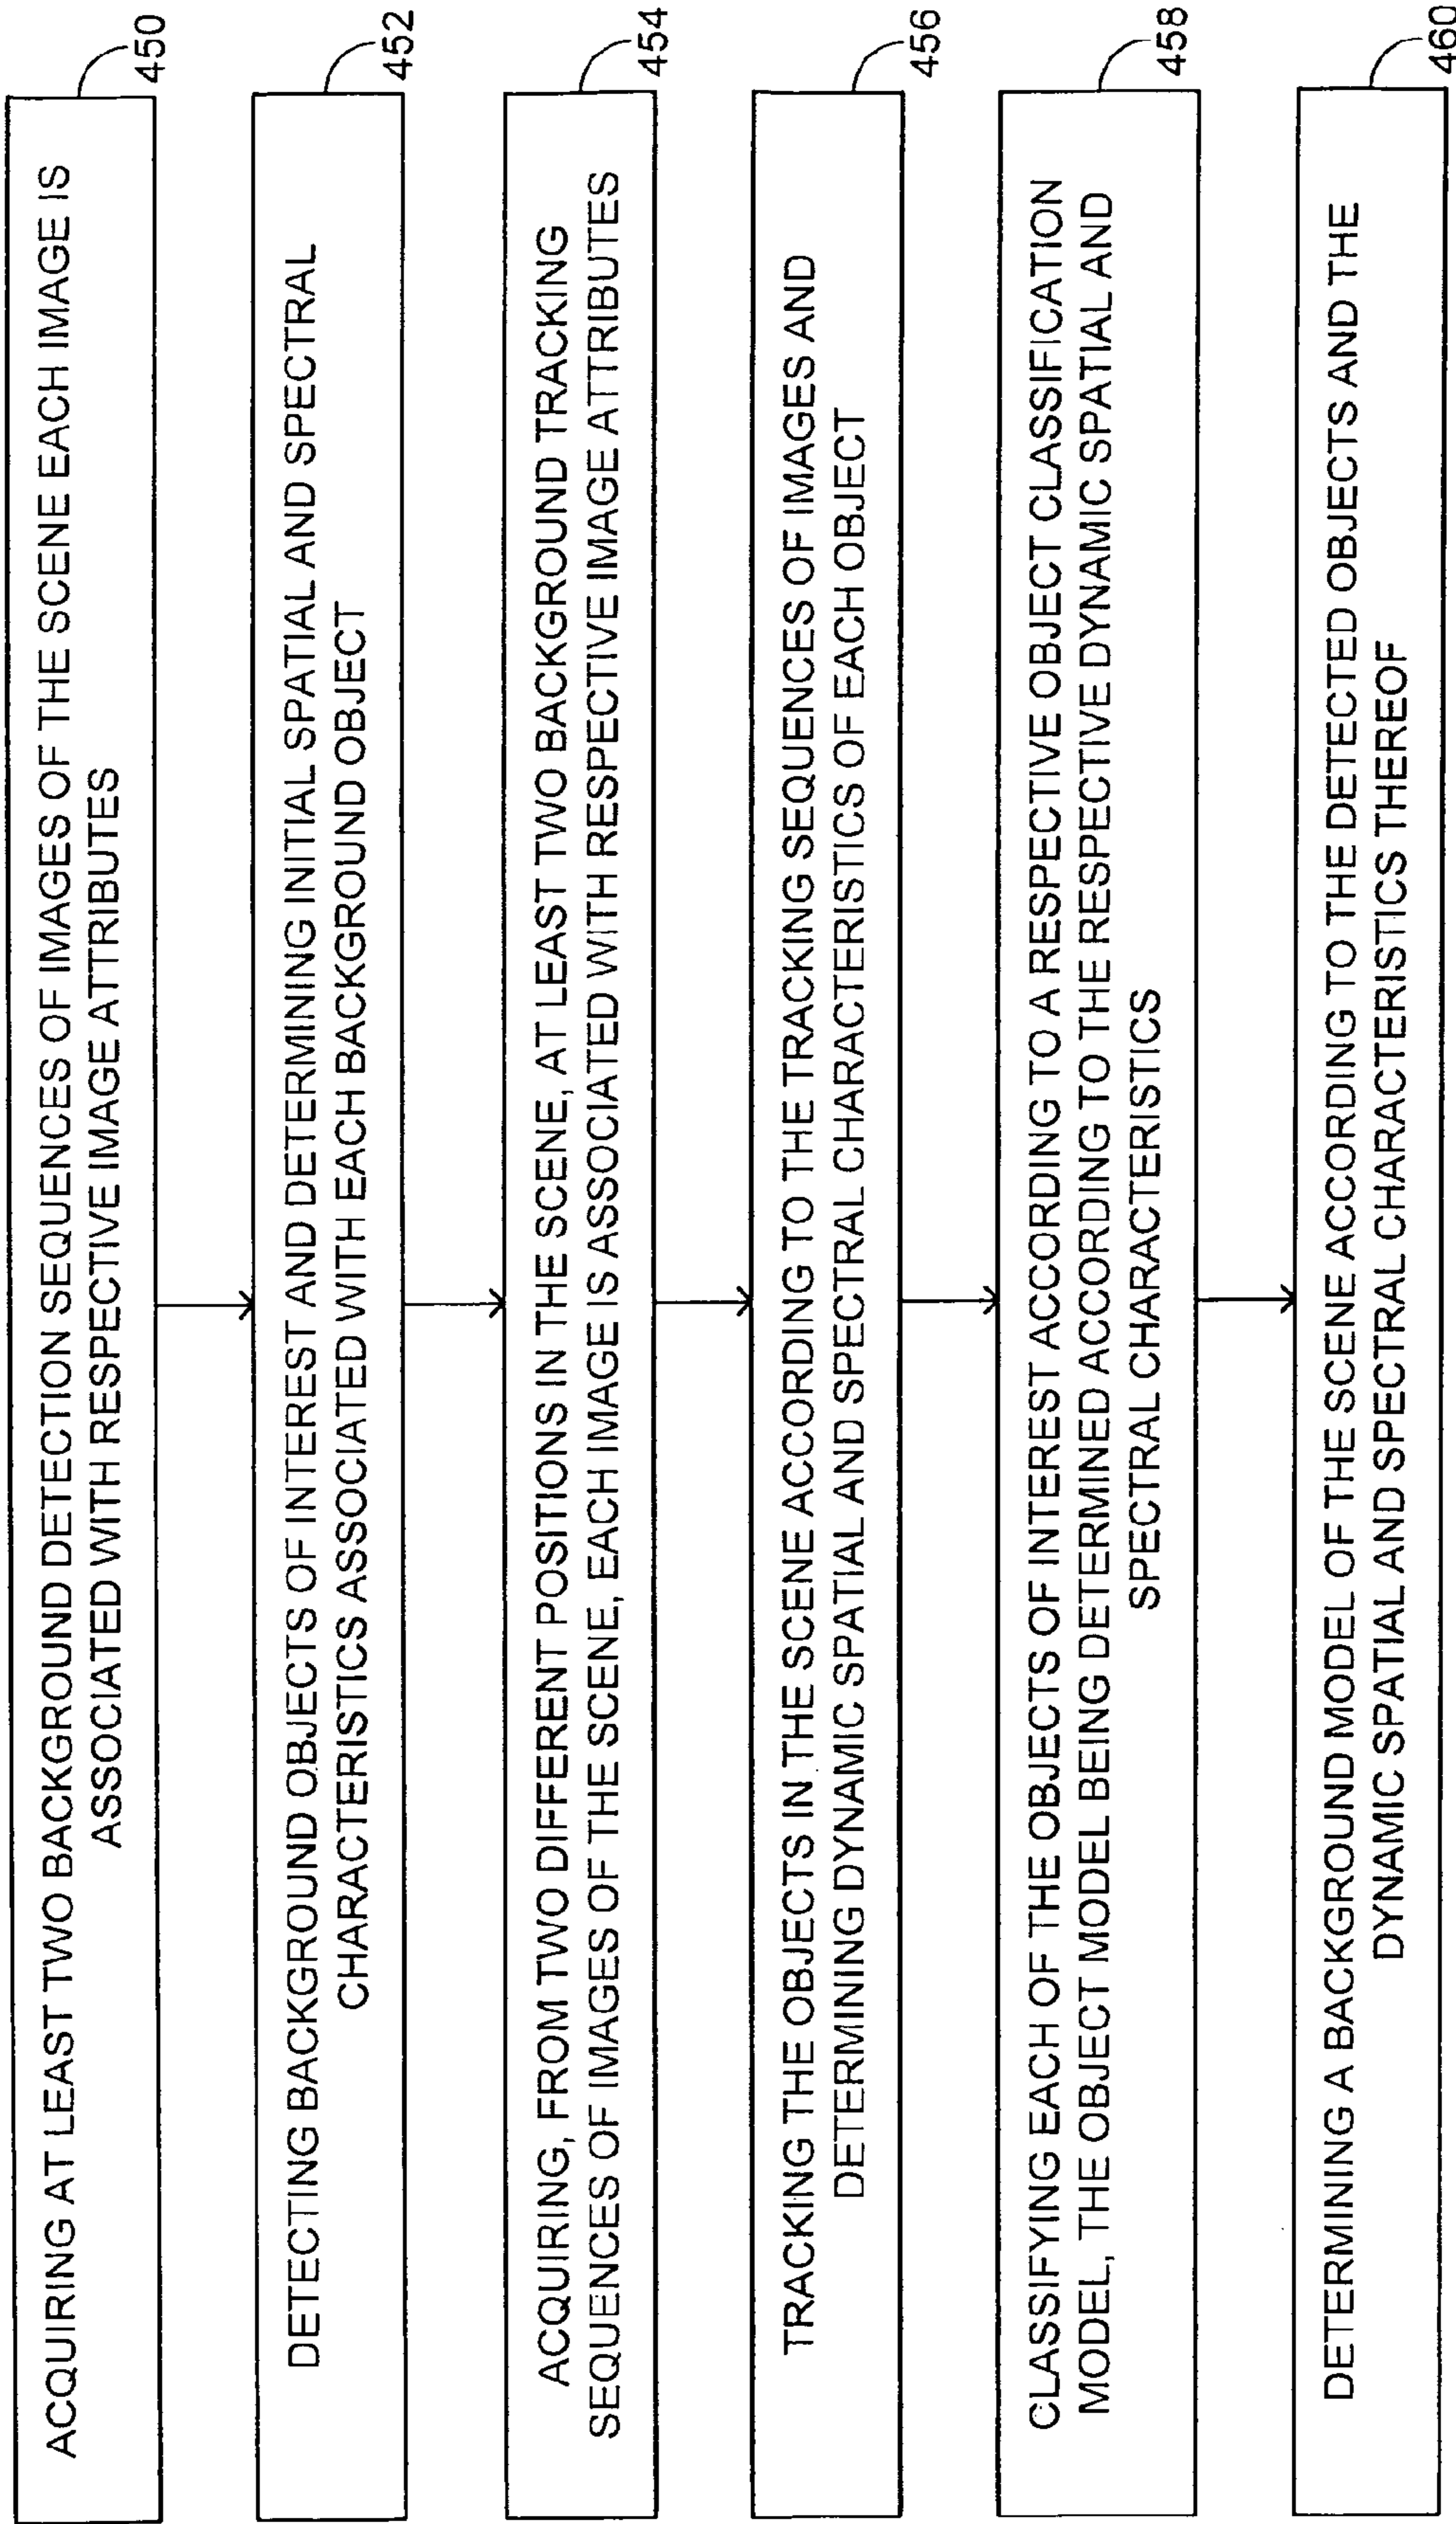 ACQUIRING AT LEAST TWO BACKGROUND DETECTION SEQUENCES OF IMAGES OF THE SCENE EACH IMAGE IS
ASSOCIATED WITH RESPECTIVE IMAGE ATTRIBUTES
450
DETECTING BACKGROUND OBJECTS OF INTEREST AND DETERMINING INITIAL SPATIAL AND SPECTRAL
CHARACTERISTICS ASSOCIATED WITH EACH BACKGROUND OBJECT
452
ACQUIRING, FROM TWO DIFFERENT POSITIONS IN THE SCENE, AT LEAST TWO BACKGROUND TRACKING
SEQUENCES OF IMAGES OF THE SCENE, EACH IMAGE IS ASSOCIATED WITH RESPECTIVE IMAGE ATTRIBUTES
454
TRACKING THE OBJECTS IN THE SCENE ACCORDING TO THE TRACKING SEQUENCES OF IMAGES AND
DETERMINING DYNAMIC SPATIAL AND SPECTRAL CHARACTERISTICS OF EACH OBJECT
456
CLASSIFYING EACH OF THE OBJECTS OF INTEREST ACCORDING TO A RESPECTIVE OBJECT CLASSIFICATION
MODEL, THE OBJECT MODEL BEING DETERMINED ACCORDING TO THE RESPECTIVE DYNAMIC SPATIAL AND
SPECTRAL CHARACTERISTICS
458
DETERMINING A BACKGROUND MODEL OF THE SCENE ACCORDING TO THE DETECTED OBJECTS AND THE
DYNAMIC SPATIAL AND SPECTRAL CHARACTERISTICS THEREOF
460